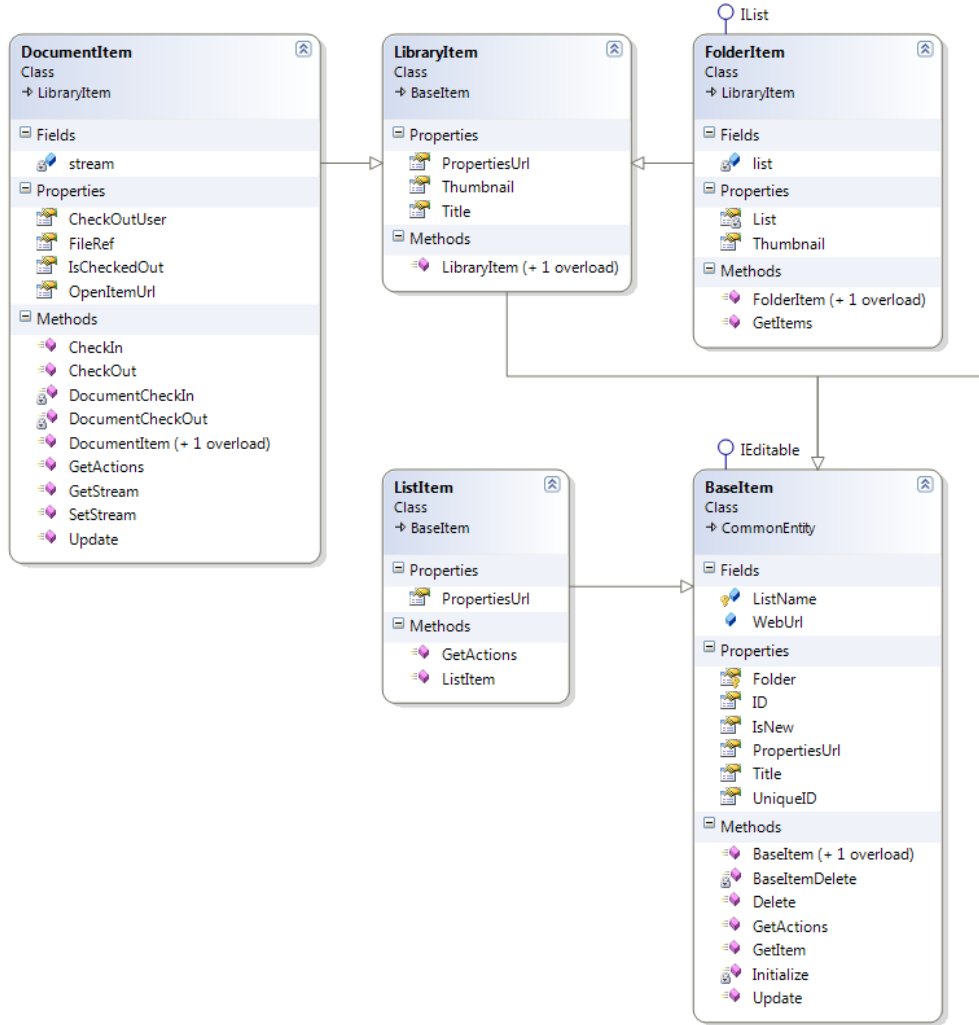 DocumentItem
Class
LibraryItem
Fields
stream
Properties
CheckOutUser
FileRef
IsCheckedOut
OpenItemUrl
Methods
CheckIn
CheckOut
DocumentCheckIn
DocumentCheckOut
DocumentItem (+ 1 overload)
GetActions
GetStream
SetStream
Update
LibraryItem
Class
BaseItem
Properties
PropertiesUrl
Thumbnail
Title
Methods
LibraryItem (+ 1 overload)
IList
FolderItem
Class
LibraryItem
Fields
list
Properties
List
Thumbnail
Methods
FolderItem (+ 1 overload)
GetItems
ListItem
Class
BaseItem
Properties
PropertiesUrl
Methods
GetActions
ListItem
IEditable
BaseItem
Class
CommonEntity
Fields
ListName
WebUrl
Properties
Folder
ID
IsNew
PropertiesUrl
Title
UniqueID
Methods
BaseItem (+ 1 overload)
BaseItemDelete
Delete
GetActions
GetItem
Initialize
Update